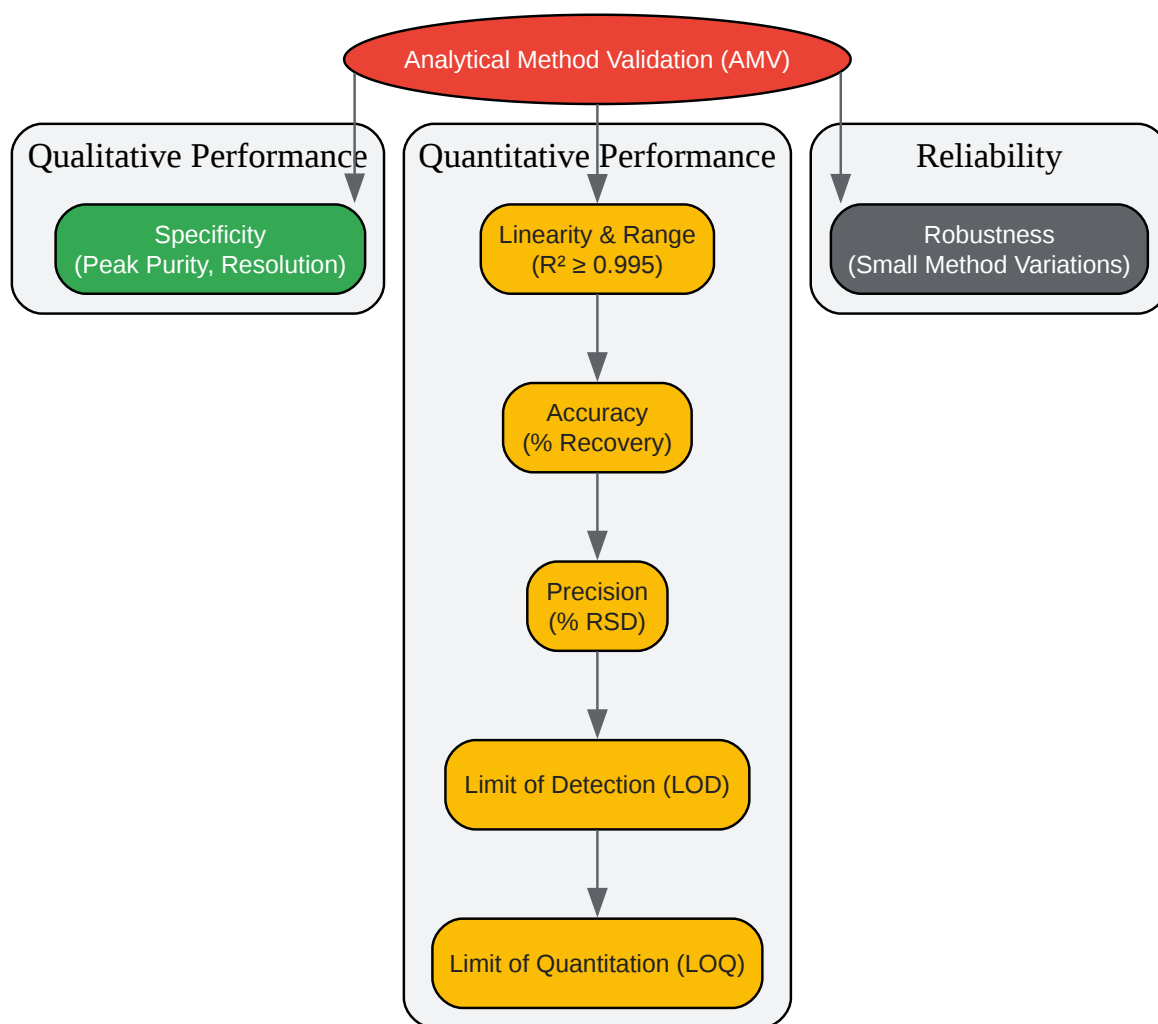 Analytical Method Validation (AMV)
Qualitative Performance
Specificity
(Peak Purity, Resolution)
Quantitative Performance
Linearity & Range
(R² ≥ 0.995)
Accuracy
(% Recovery)
Precision
(% RSD)
Limit of Detection (LOD)
Limit of Quantitation (LOQ)
Reliability
Robustness
(Small Method Variations)